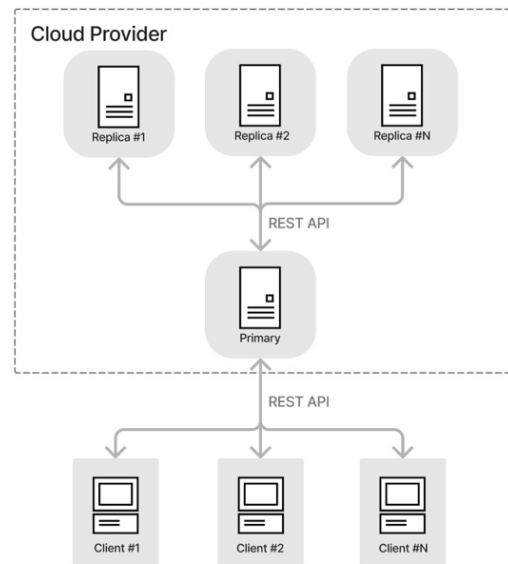 Cloud Provider
Replica #1
Replica #2
Replica #N
REST API
Primary
REST API
Client #1
Client #2
Client #N